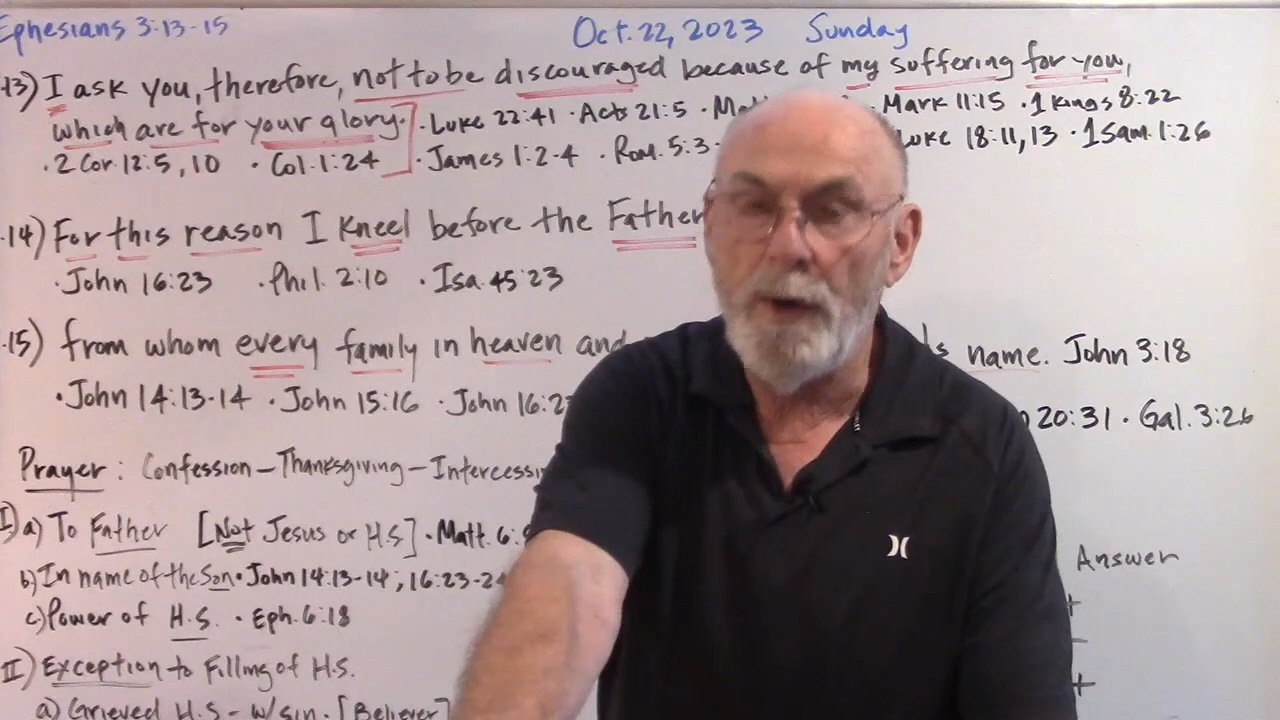 Ephesians 3:13-15 Oct. 22, 2023 Sunday
13) I ask you, therefore, not to be discouraged because of my suffering for you,
which are for your glory. · Luke 22:41 · Acts 21:5 · Mark 11:15 · 1 Kings 8:22
· 2 Cor. 12:5, 10 · Col. 1:24 · James 1:2-4 · Rom. 5:3- Luke 18:11, 13 · 1 Sam. 1:26
14) For this reason I kneel before the Father
· John 16:23 · Phil. 2:10 · Isa. 45:23
15) from whom every family in heaven and name. John 3:18
· John 14:13-14 · John 15:16 · John 16:2 20:31 · Gal. 3:26
Prayer: Confession - Thanksgiving -
I) a) To Father [Not Jesus or H.S] · Matt. 6:
b) In name of the Son · John 14:13-14; 16:23-2 Answer
c) Power of H.S. · Eph. 6:18 +
-
II) Exception to Filling of H.S. +
a) Grieved H.S - w/sin · [Believer]